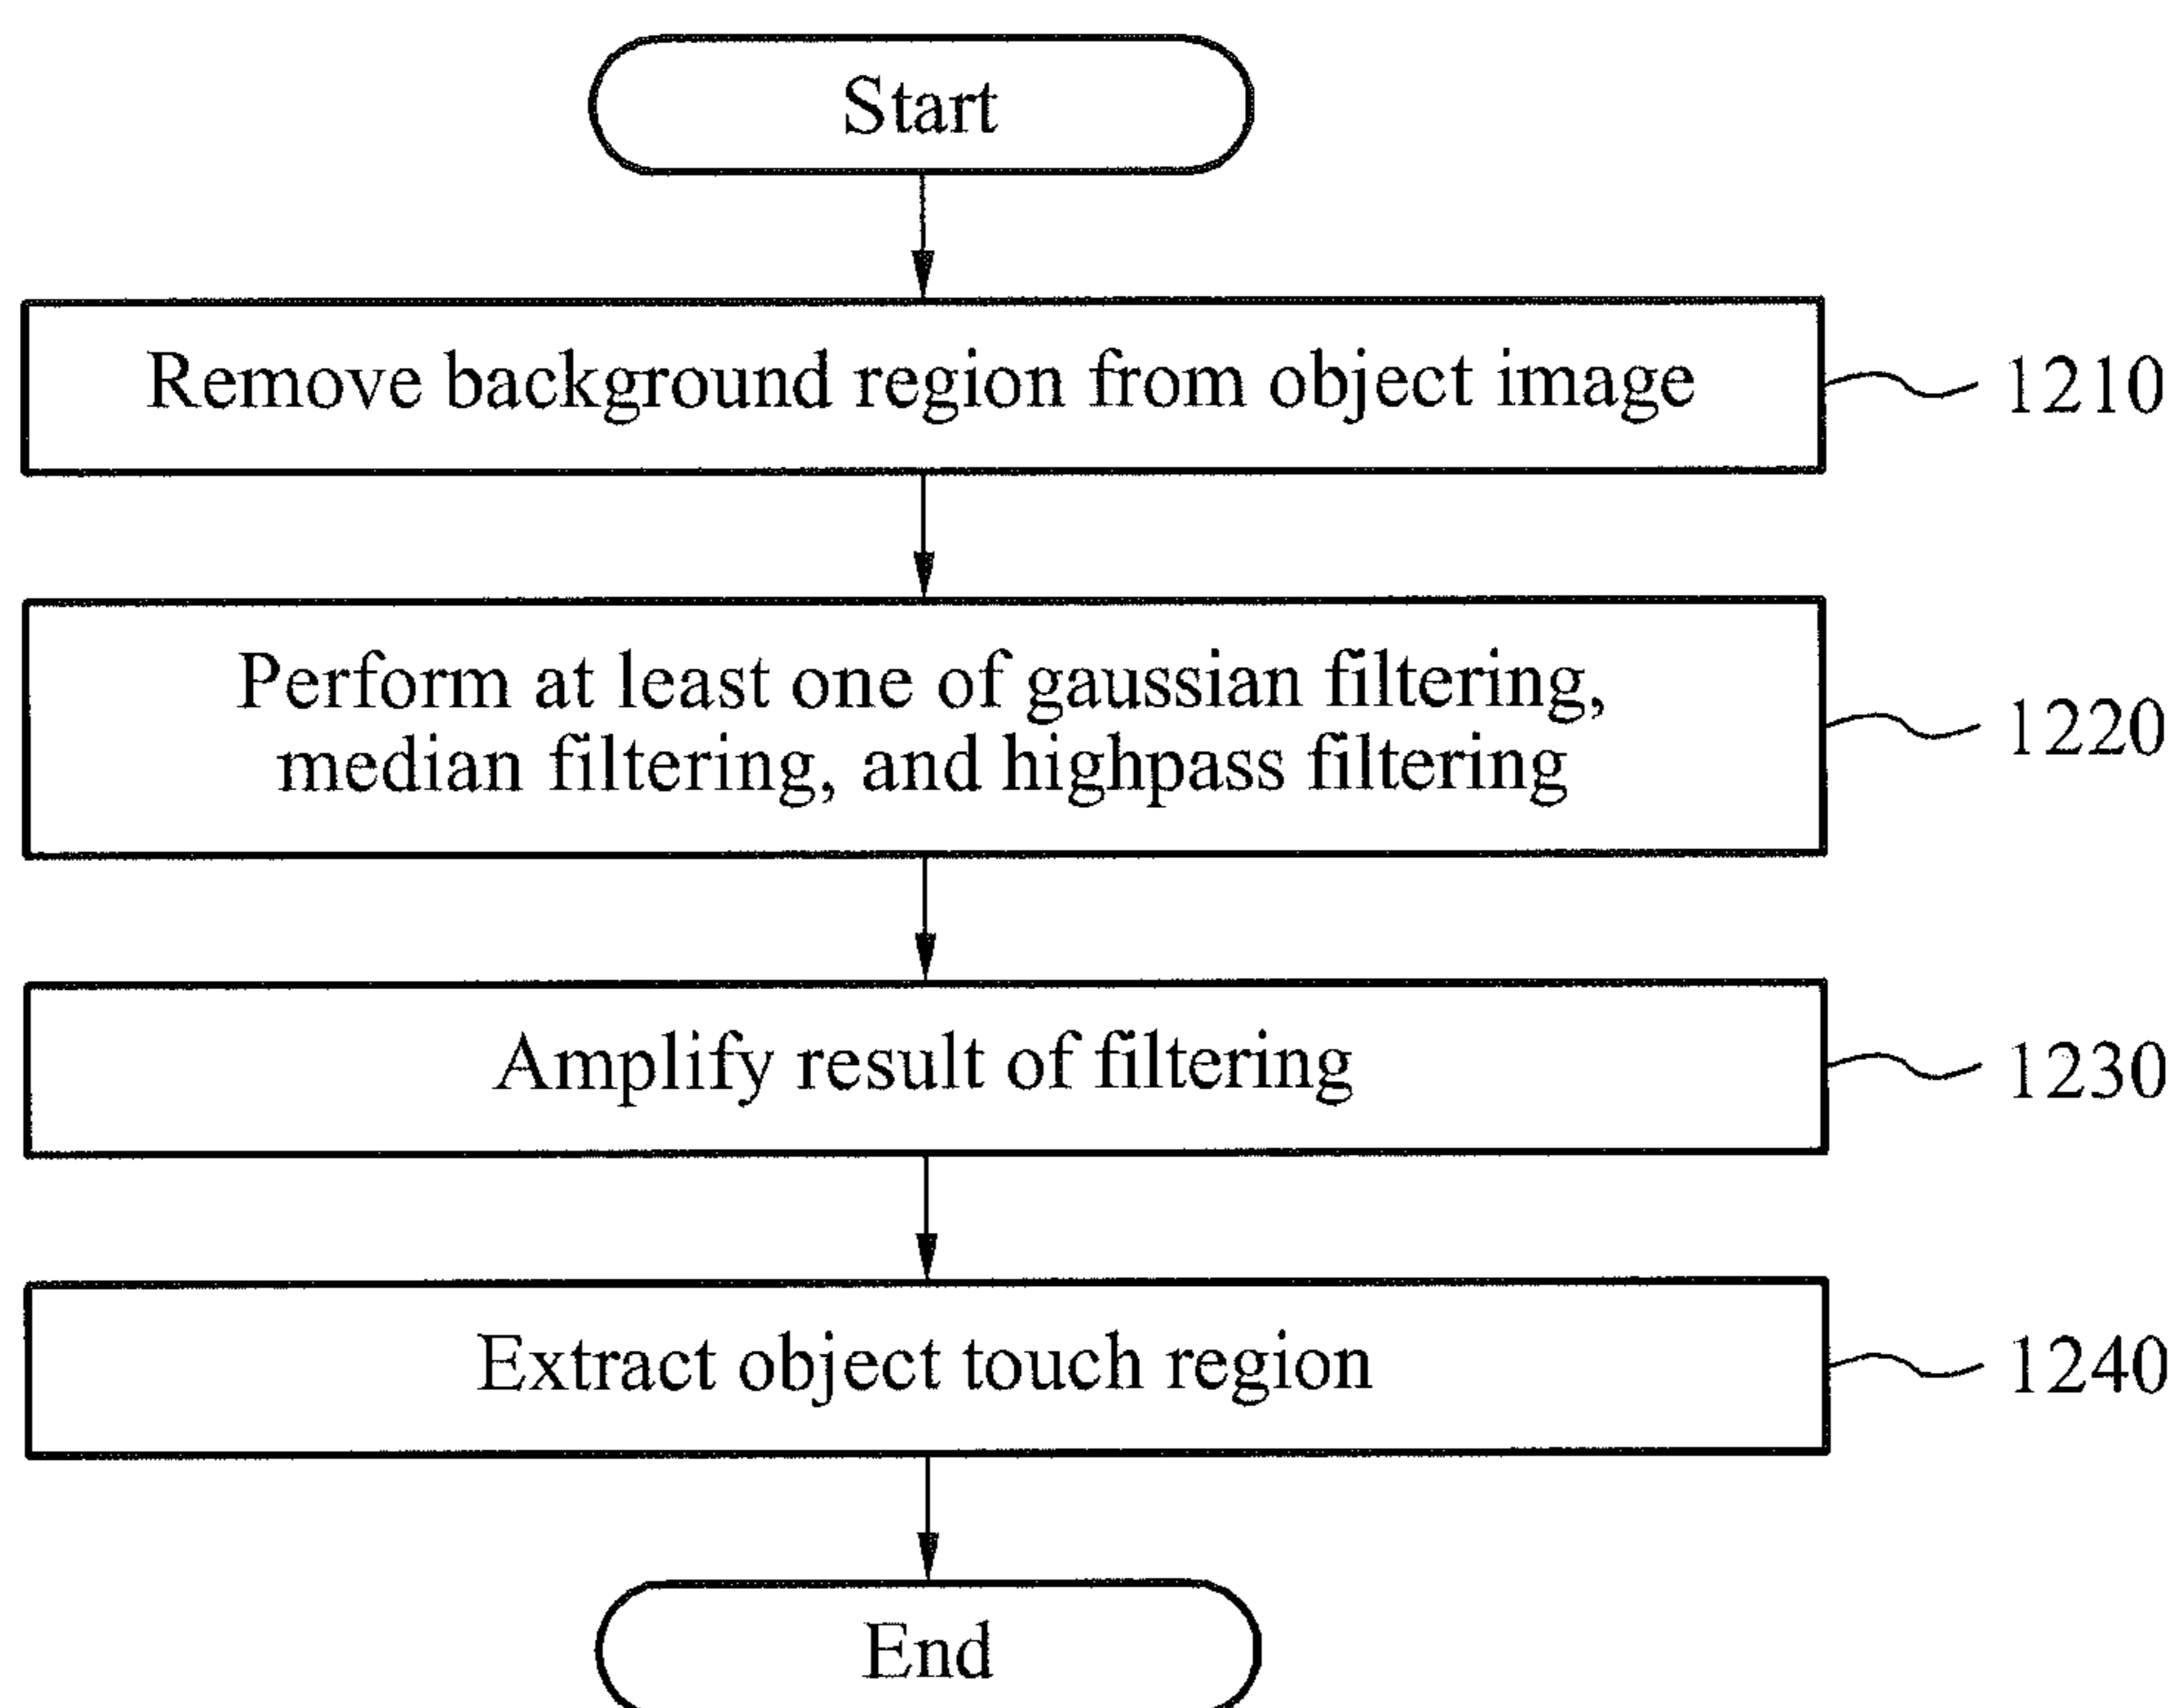 Start
Remove background region from object image
1210
Perform at least one of gaussian filtering,
median filtering, and highpass filtering
1220
Amplify result of filtering
1230
Extract object touch region
1240
End